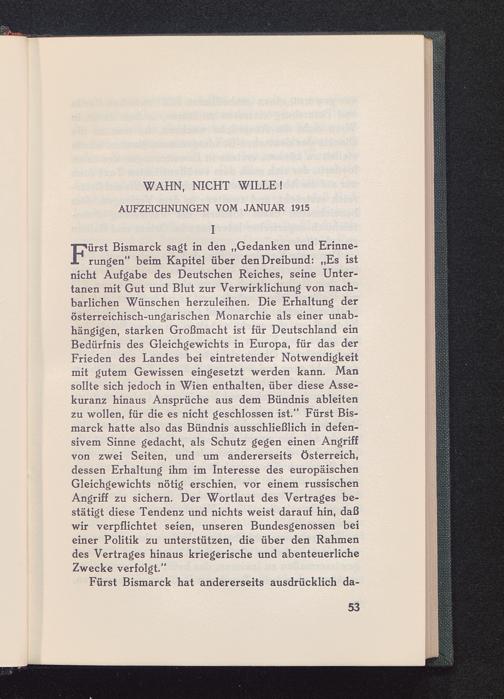 WAHN, NICHT WILLE!
AUFZEICHNUNGEN VOM JANUAR 1915
I
Fürst Bismarck sagt in den „Gedanken und Erinne-
rungen" beim Kapitel über den Dreibund: „Es ist
nicht Aufgabe des Deutschen Reiches, seine Unter-
tanen mit Gut und Blut zur Verwirklichung von nach-
barlichen Wünschen herzuleihen. Die Erhaltung der
österreichisch-ungarischen Monarchie als einer unab-
hängigen, starken Großmacht ist für Deutschland ein
Bedürfnis des Gleichgewichts in Europa, für das der
Frieden des Landes bei eintretender Notwendigkeit
mit gutem Gewissen eingesetzt werden kann. Man
sollte sich jedoch in Wien enthalten, über diese Asse-
kuranz hinaus Ansprüche aus dem Bündnis ableiten
zu wollen, für die es nicht geschlossen ist." Fürst Bis-
marck hatte also das Bündnis ausschließlich in defen-
sivem Sinne gedacht, als Schutz gegen einen Angriff
von zwei Seiten, und um andererseits Österreich,
dessen Erhaltung ihm im Interesse des europäischen
Gleichgewichts nötig erschien, vor einem russischen
Angriff zu sichern. Der Wortlaut des Vertrages be-
stätigt diese Tendenz und nichts weist darauf hin, daß
wir verpflichtet seien, unseren Bundesgenossen bei
einer Politik zu unterstützen, die über den Rahmen
des Vertrages hinaus kriegerische und abenteuerliche
Zwecke verfolgt."
Fürst Bismarck hat andererseits ausdrücklich da-
53